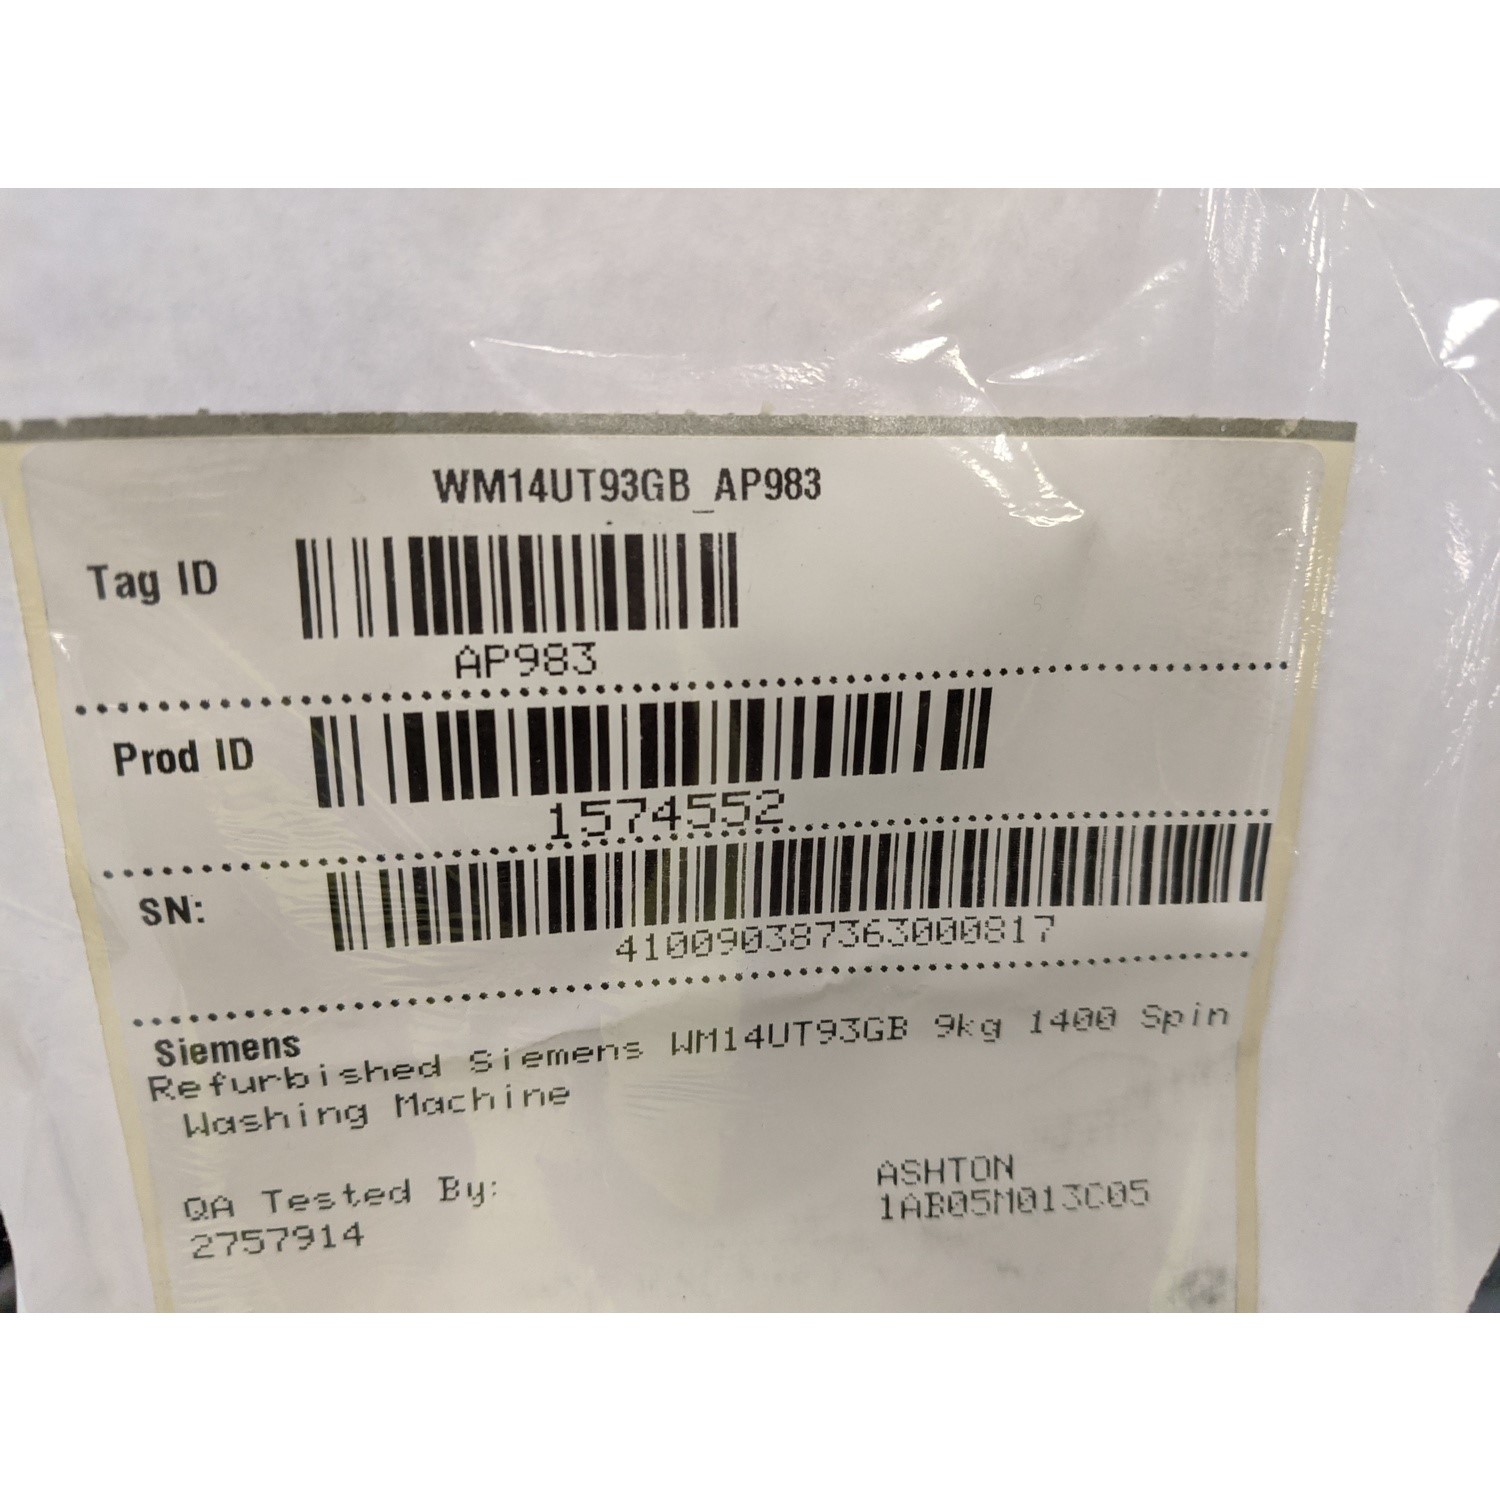 WM14UT93GB_AP983
Tag ID
AP983
Prod ID
1574552
SN:
410090387363000817
Siemens
Refurbished Siemens WM14UT93GB 9kg 1400 Spin
Washing Machine
QA Tested By:
ASHTON
2757914
1AB05M013C05